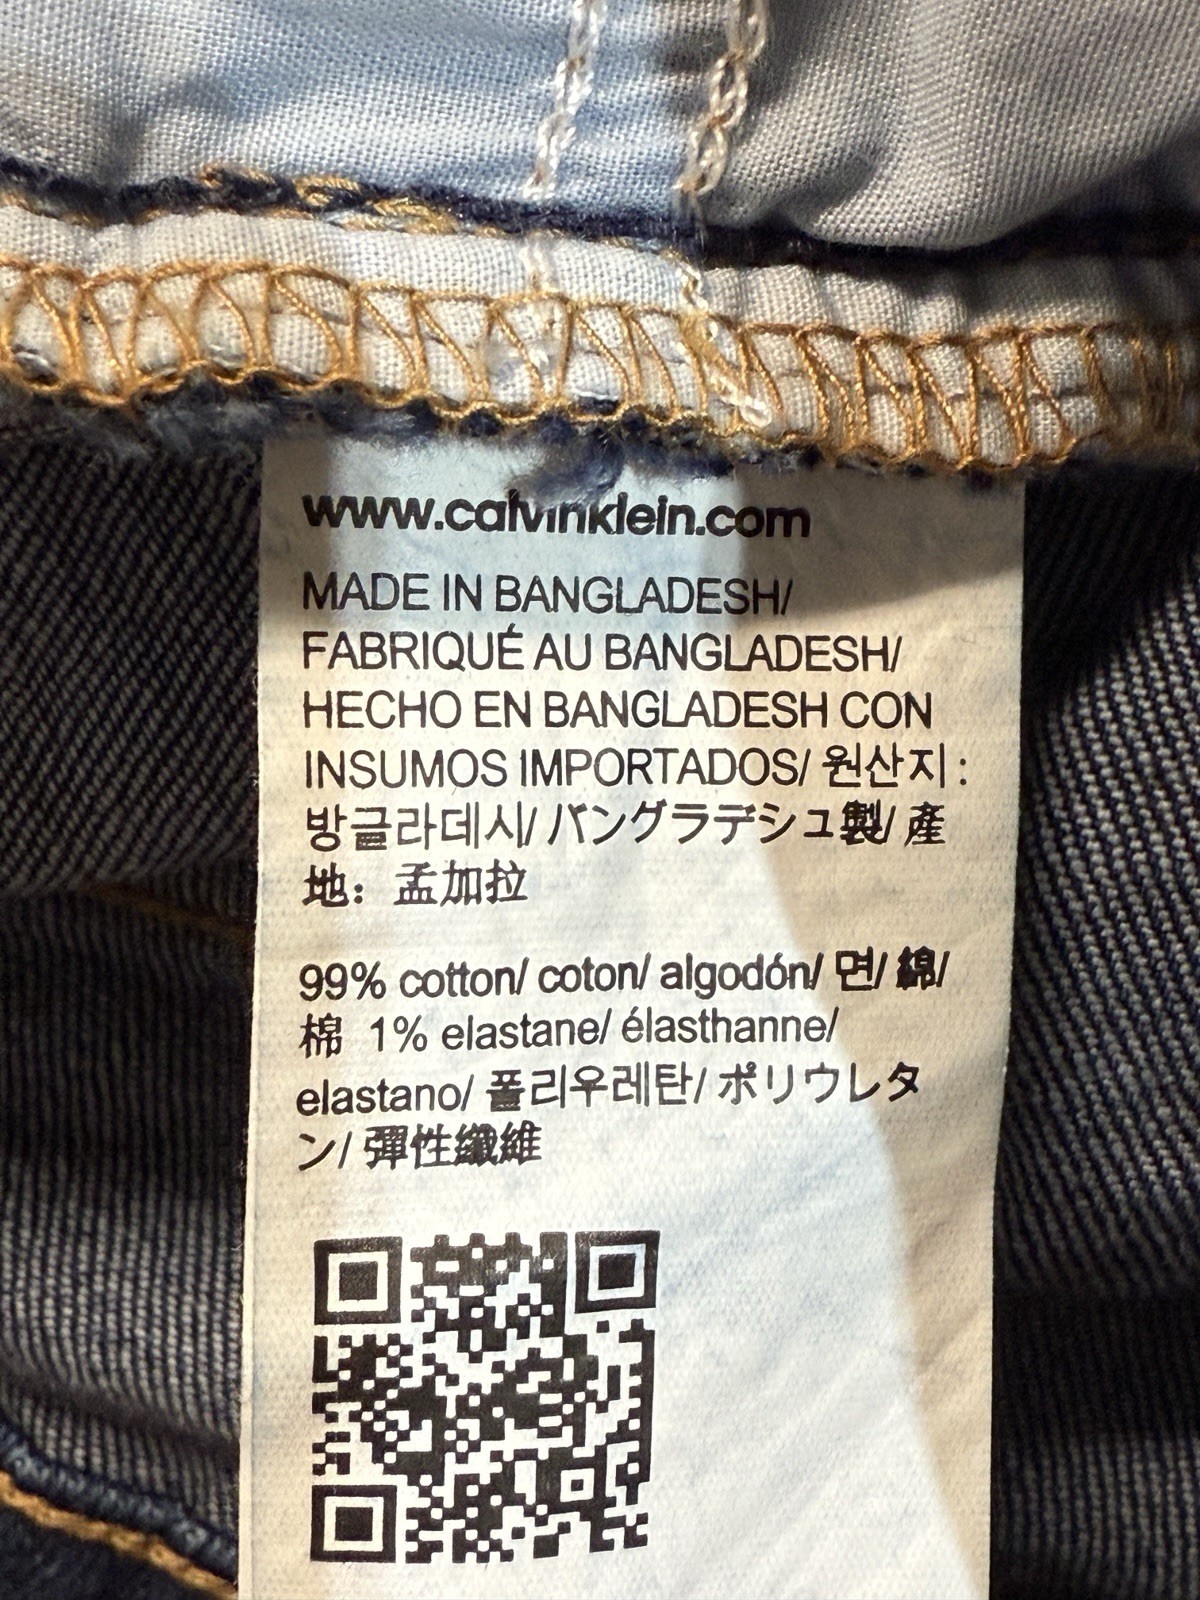 www.calvinklein.com
MADE IN BANGLADESH/
FABRIQUÉ AU BANGLADESH/
HECHO EN BANGLADESH CON
INSUMOS IMPORTADOS/ 원산지:
방글라데시/ バングラデシュ製/ 產
地: 孟加拉
99% cotton/ coton/ algodón/ 면/ 綿/
棉 1% elastane/ élasthanne/
elastano/ 폴리우레탄/ ポリウレタ
ン/ 彈性纖維